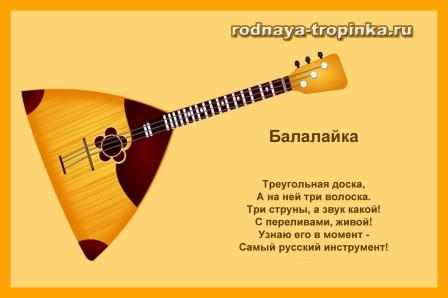 rodnaya-tropinka.ru
Балалайка
Треугольная доска,
А на ней три волоска.
Три струны, а звук какой!
С переливами, живой!
Узнаю его в момент -
Самый русский инструмент!